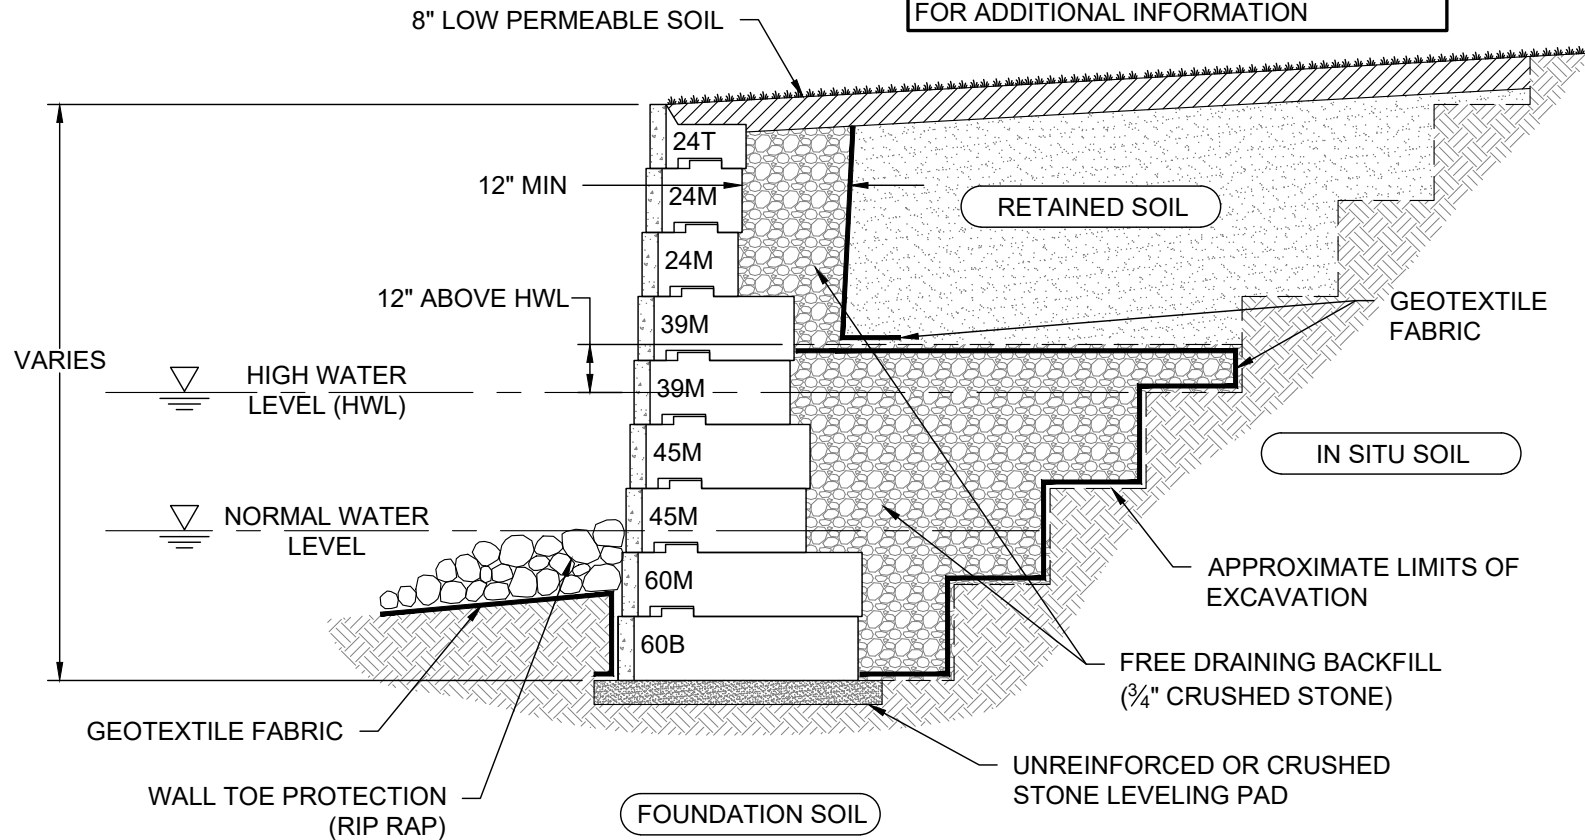 FOR ADDITIONAL INFORMATION
8" LOW PERMEABLE SOIL
24T
12" MIN
24M
RETAINED SOIL
24M
12" ABOVE HWL
39M
GEOTEXTILE
FABRIC
VARIES
HIGH WATER
LEVEL (HWL)
39M
45M
IN SITU SOIL
NORMAL WATER
LEVEL
45M
60M
APPROXIMATE LIMITS OF
EXCAVATION
60B
FREE DRAINING BACKFILL
(¾" CRUSHED STONE)
GEOTEXTILE FABRIC
UNREINFORCED OR CRUSHED
STONE LEVELING PAD
WALL TOE PROTECTION
(RIP RAP)
FOUNDATION SOIL